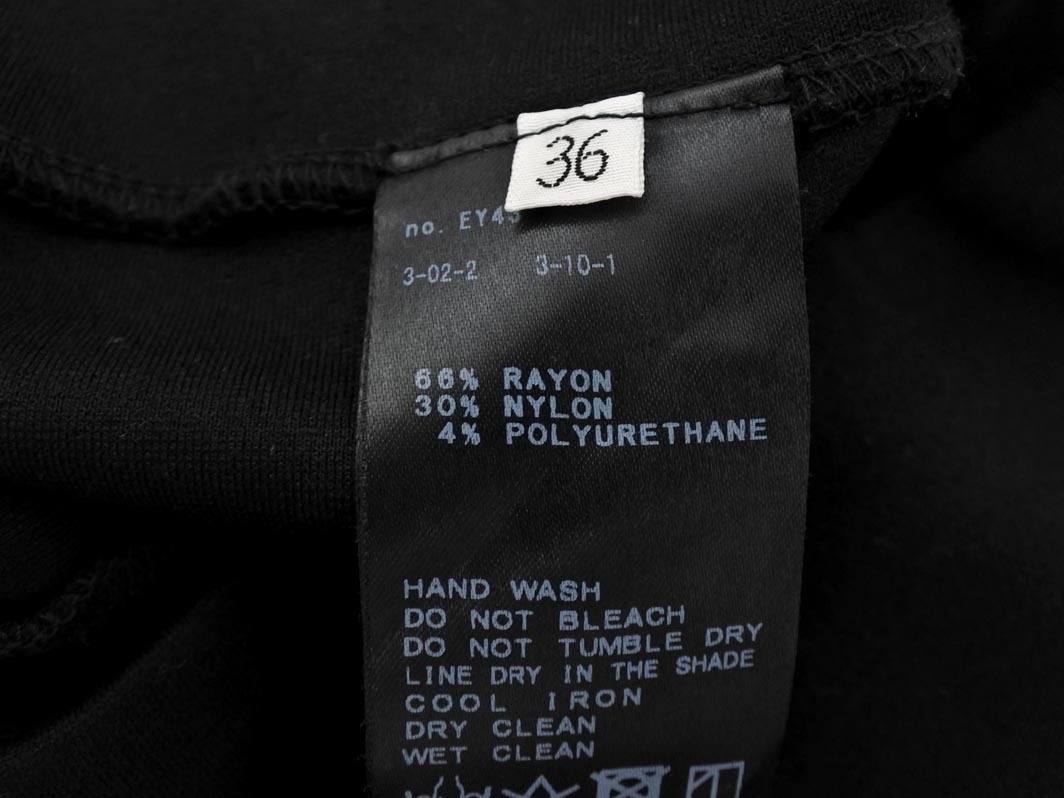 36
no. EY43
3-02-2 3-10-1
66% RAYON
30% NYLON
4% POLYURETHANE
HAND WASH
DO NOT BLEACH
DO NOT TUMBLE DRY
LINE DRY IN THE SHADE
COOL IRON
DRY CLEAN
WET CLEAN